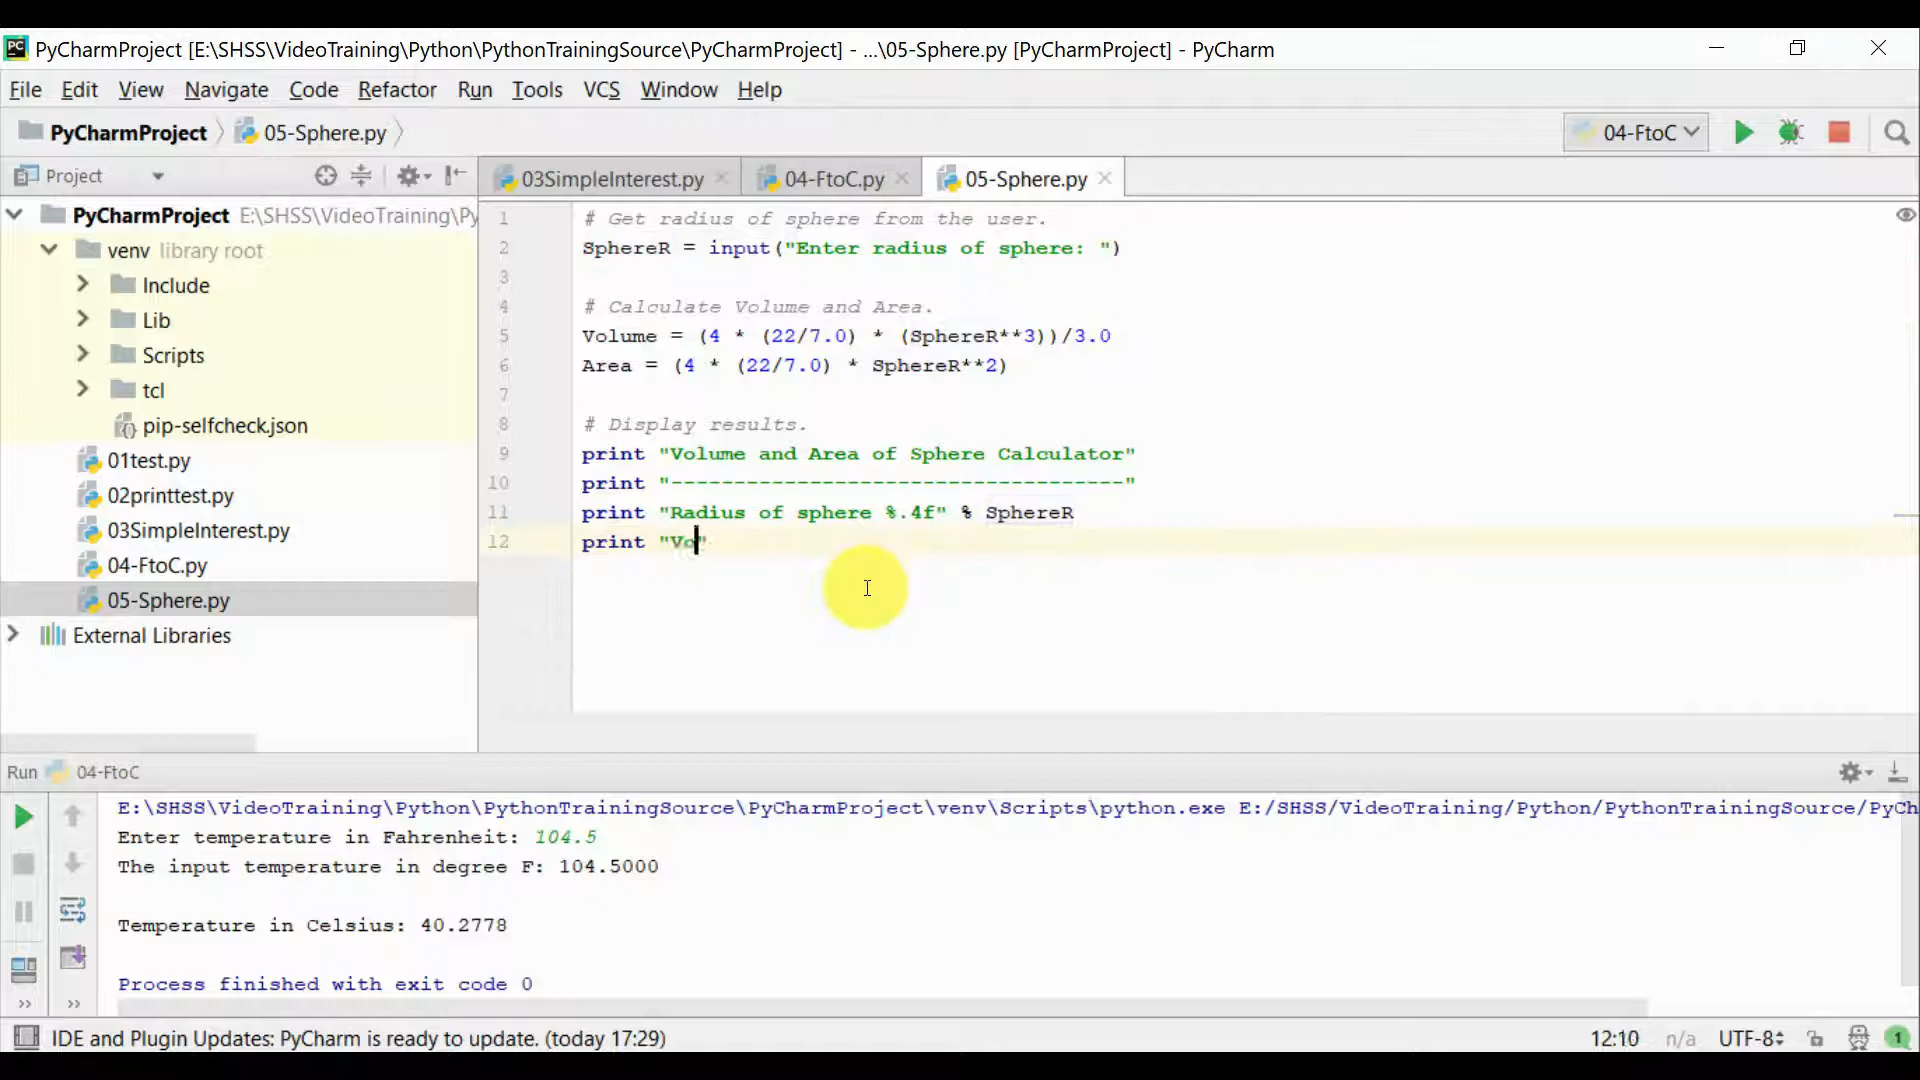 PyCharmProject [E:\SHSS\VideoTraining\Python\PythonTrainingSource\PyCharmProject] - ...\05-Sphere.py [PyCharmProject] - PyCharm
File Edit View Navigate Code Refactor Run Tools VCS Window Help
PyCharmProject 05-Sphere.py 04-FtoC
Project 03SimpleInterest.py 04-FtoC.py 05-Sphere.py
PyCharmProject E:\SHSS\VideoTraining\Py
venv library root
Include
Lib
Scripts
tcl
pip-selfcheck.json
01test.py
02printtest.py
03SimpleInterest.py
04-FtoC.py
05-Sphere.py
External Libraries
1 # Get radius of sphere from the user.
2 SphereR = input("Enter radius of sphere: ")
3
4 # Calculate Volume and Area.
5 Volume = (4 * (22/7.0) * (SphereR**3))/3.0
6 Area = (4 * (22/7.0) * SphereR**2)
7
8 # Display results.
9 print "Volume and Area of Sphere Calculator"
10 print "------------------------------------"
11 print "Radius of sphere %.4f" % SphereR
12 print "Vo"
Run 04-FtoC
E:\SHSS\VideoTraining\Python\PythonTrainingSource\PyCharmProject\venv\Scripts\python.exe E:/SHSS/VideoTraining/Python/PythonTrainingSource/PyCh
Enter temperature in Fahrenheit: 104.5
The input temperature in degree F: 104.5000
Temperature in Celsius: 40.2778
Process finished with exit code 0
IDE and Plugin Updates: PyCharm is ready to update. (today 17:29) 12:10 n/a UTF-8 1